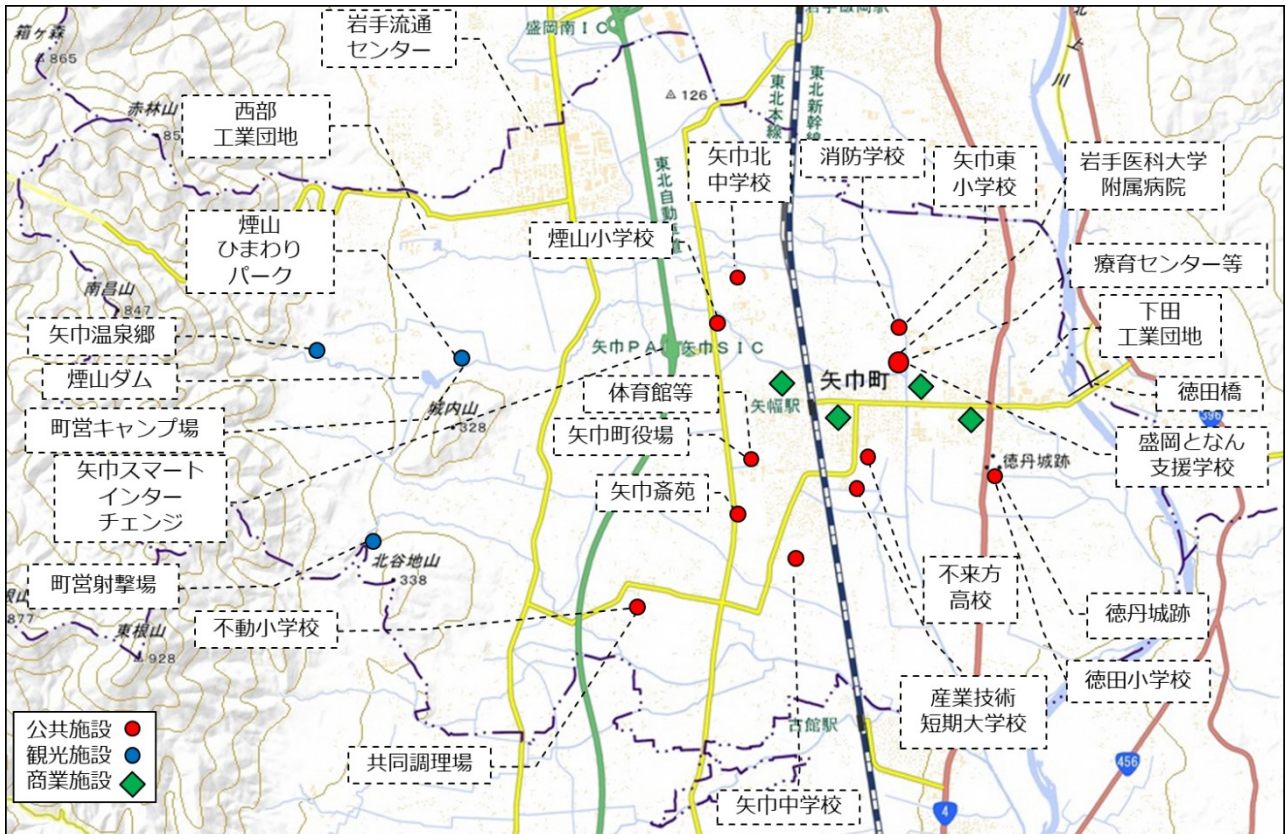 箱ヶ森
865
岩手流通
センター
盛岡南IC
岩手飯岡駅
北
上
川
赤林山
西部
工業団地
126
東北本線
東北新幹線
矢巾北
中学校
消防学校
矢巾東
小学校
岩手医科大学
附属病院
東北自動車道
煙山小学校
煙山
ひまわり
パーク
療育センター等
南昌山
847
下田
工業団地
矢巾温泉郷
矢巾PA
矢巾SIC
矢巾町
煙山ダム
体育館等
矢幅駅
徳田橋
城内山
328
396
町営キャンプ場
矢巾町役場
盛岡となん
支援学校
徳丹城跡
矢巾スマート
インター
チェンジ
矢巾斎苑
町営射撃場
北谷地山
338
不来方
高校
徳丹城跡
877
東根山
928
不動小学校
徳田小学校
産業技術
短期大学校
公共施設
観光施設
商業施設
共同調理場
古館駅
矢巾中学校
456
4